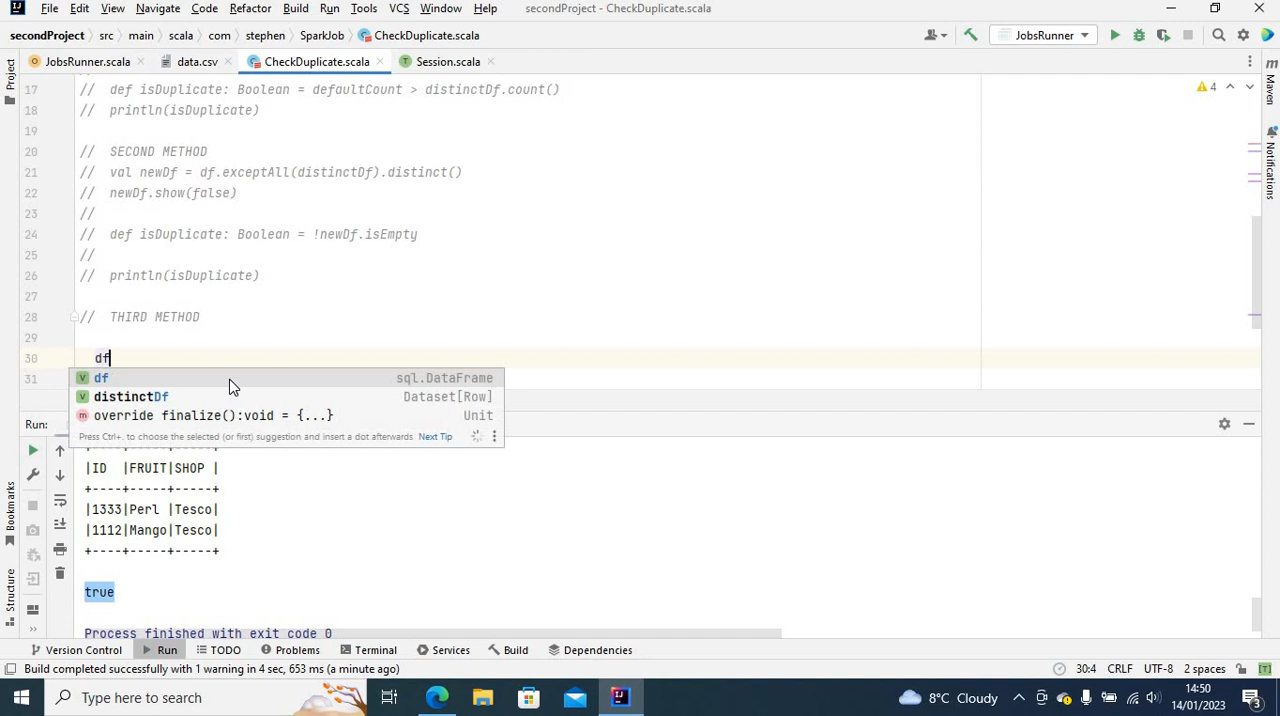 File Edit View Navigate Code Refactor Build Run Tools VCS Window Help secondProject - CheckDuplicate.scala
secondProject src main scala com stephen SparkJob CheckDuplicate.scala JobsRunner
JobsRunner.scala data.csv CheckDuplicate.scala Session.scala
Project
Maven
Notifications
4
17 // def isDuplicate: Boolean = defaultCount > distinctDf.count()
18 // println(isDuplicate)
19
20 // SECOND METHOD
21 // val newDf = df.exceptAll(distinctDf).distinct()
22 // newDf.show(false)
23 //
24 // def isDuplicate: Boolean = !newDf.isEmpty
25 //
26 // println(isDuplicate)
27
28 // THIRD METHOD
29
30 df
31
df sql.DataFrame
distinctDf Dataset[Row]
override finalize():void = {...} Unit
Press Ctrl+. to choose the selected (or first) suggestion and insert a dot afterwards Next Tip
Run:
|ID |FRUIT|SHOP |
+----+-----+-----+
|1333|Perl |Tesco|
|1112|Mango|Tesco|
+----+-----+-----+
true
Process finished with exit code 0
Bookmarks
Structure
Version Control Run TODO Problems Terminal Services Build Dependencies
Build completed successfully with 1 warning in 4 sec, 653 ms (a minute ago) 30:4 CRLF UTF-8 2 spaces
Type here to search 8°C Cloudy 14:50
14/01/2023
3